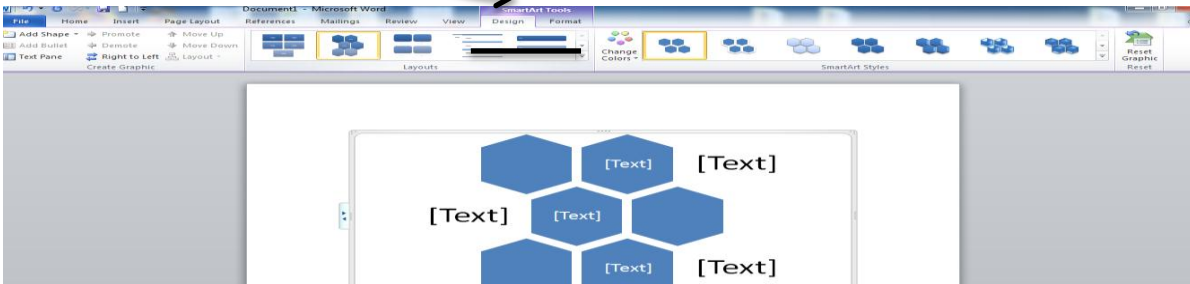 Document1 - Microsoft Word SmartArt Tools
File Home Insert Page Layout References Mailings Review View Design Format
Add Shape Promote Move Up
Add Bullet Demote Move Down
Text Pane Right to Left Layout
Create Graphic
Layouts
Change
Colors
SmartArt Styles
Reset
Graphic
Reset
[Text] [Text]
[Text] [Text]
[Text] [Text]